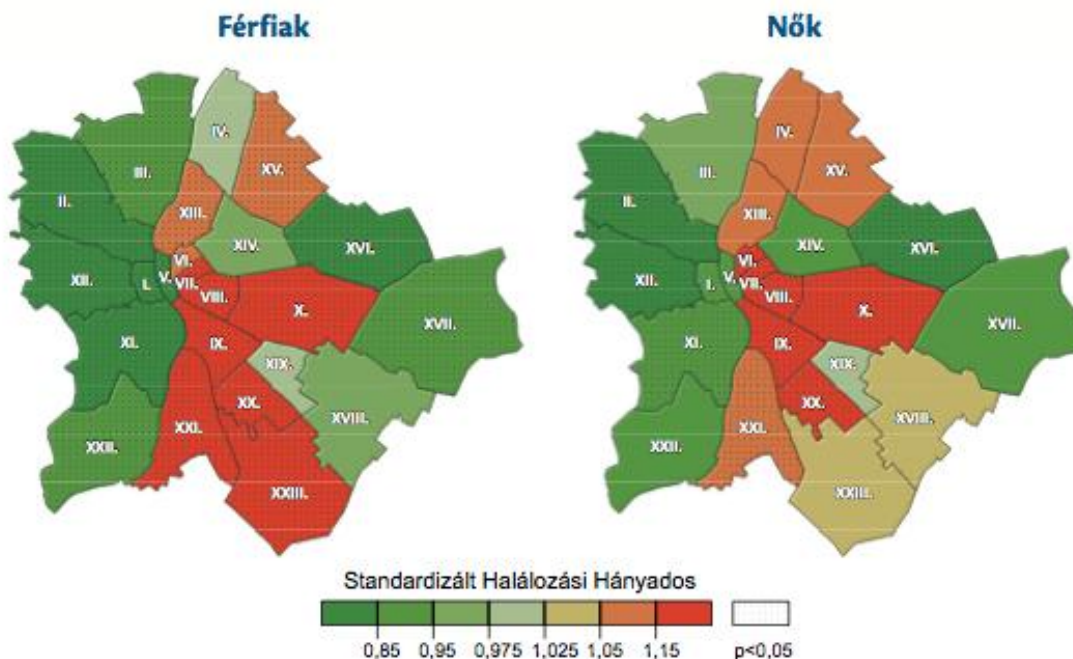 Férfiak
Nők
IV.
III.
XV.
II.
XIII.
XIV.
XVI.
VI.
XII.
I.
V.
VII.
VIII.
X.
XVII.
XI.
IX.
XIX.
XX.
XVIII.
XXI.
XXII.
XXIII.
IV.
III.
XV.
II.
XIII.
XIV.
XVI.
VI.
XII.
I.
V.
VII.
VIII.
X.
XVII.
XI.
IX.
XIX.
XX.
XVIII.
XXI.
XXII.
XXIII.
Standardizált Halálozási Hányados
0,85 0,95 0,975 1,025 1,05 1,15 p<0,05